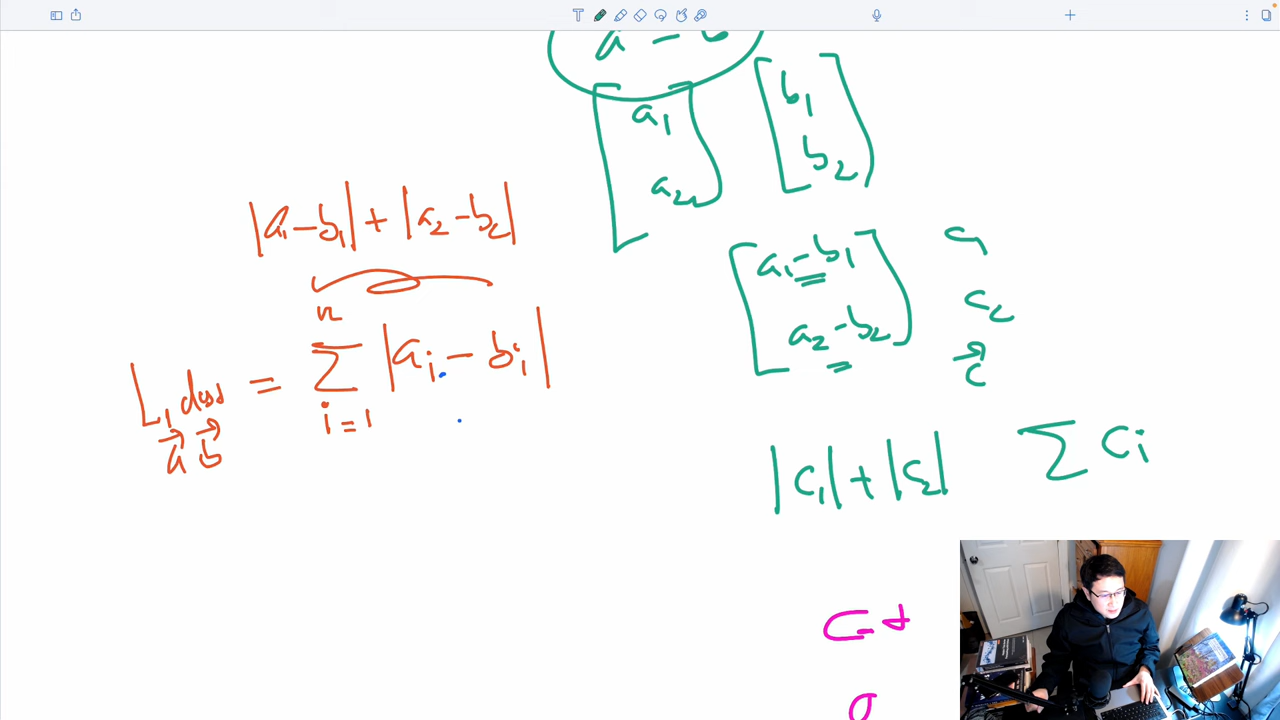 a - b
a1 b1
a2 b2
|a1 - b1| + |a2 - b2|
a1 - b1 c1
a2 - b2 c2
c
n
L1 = Σ |ai - bi|
i = 1
a b
|c1| + |c2| Σ ci